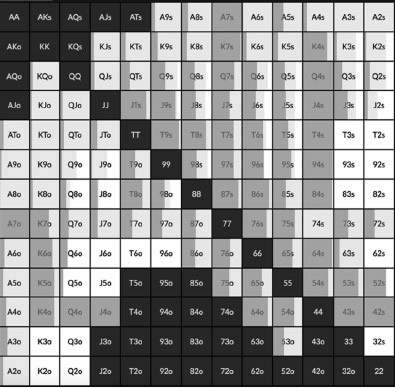 AA AKs AQs AJs ATs A9s A8s A7s A6s A5s A4s A3s A2s
AKo KK KQs KJs KTs K9s K8s K7s K6s K5s K4s K3s K2s
AQo KQo QQ QJs QTs Q9s Q8s Q7s Q6s Q5s Q4s Q3s Q2s
AJo KJo QJo JJ JTs J9s J8s J7s J6s J5s J4s J3s J2s
ATo KTo QTo JTo TT T9s T8s T7s T6s T5s T4s T3s T2s
A9o K9o Q9o J9o T9o 99 98s 97s 96s 95s 94s 93s 92s
A8o K8o Q8o J8o T8o 98o 88 87s 86s 85s 84s 83s 82s
A7o K7o Q7o J7o T7o 97o 87o 77 76s 75s 74s 73s 72s
A6o K6o Q6o J6o T6o 96o 86o 76o 66 65s 64s 63s 62s
A5o K5o Q5o J5o T5o 95o 85o 75o 65o 55 54s 53s 52s
A4o K4o Q4o J4o T4o 94o 84o 74o 64o 54o 44 43s 42s
A3o K3o Q3o J3o T3o 93o 83o 73o 63o 53o 43o 33 32s
A2o K2o Q2o J2o T2o 92o 82o 72o 62o 52o 42o 32o 22